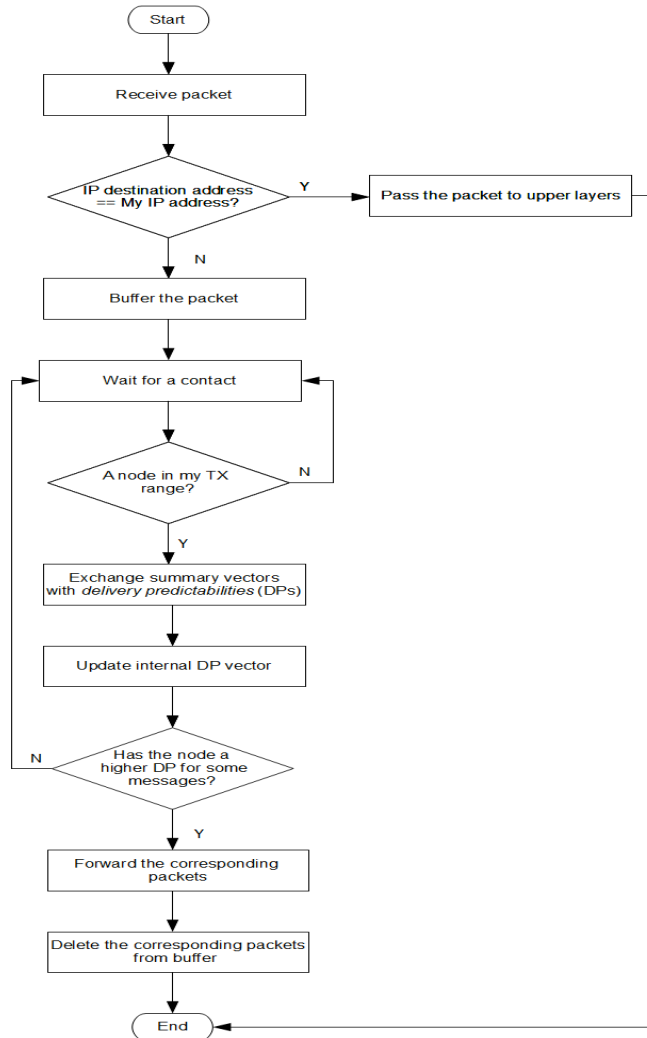 Start
Receive packet
IP destination address
== My IP address?
Y
Pass the packet to upper layers
N
Buffer the packet
Wait for a contact
A node in my TX
range?
N
Y
Exchange summary vectors
with delivery predictabilities (DPs)
Update internal DP vector
Has the node a
higher DP for some
messages?
N
Y
Forward the corresponding
packets
Delete the corresponding packets
from buffer
End